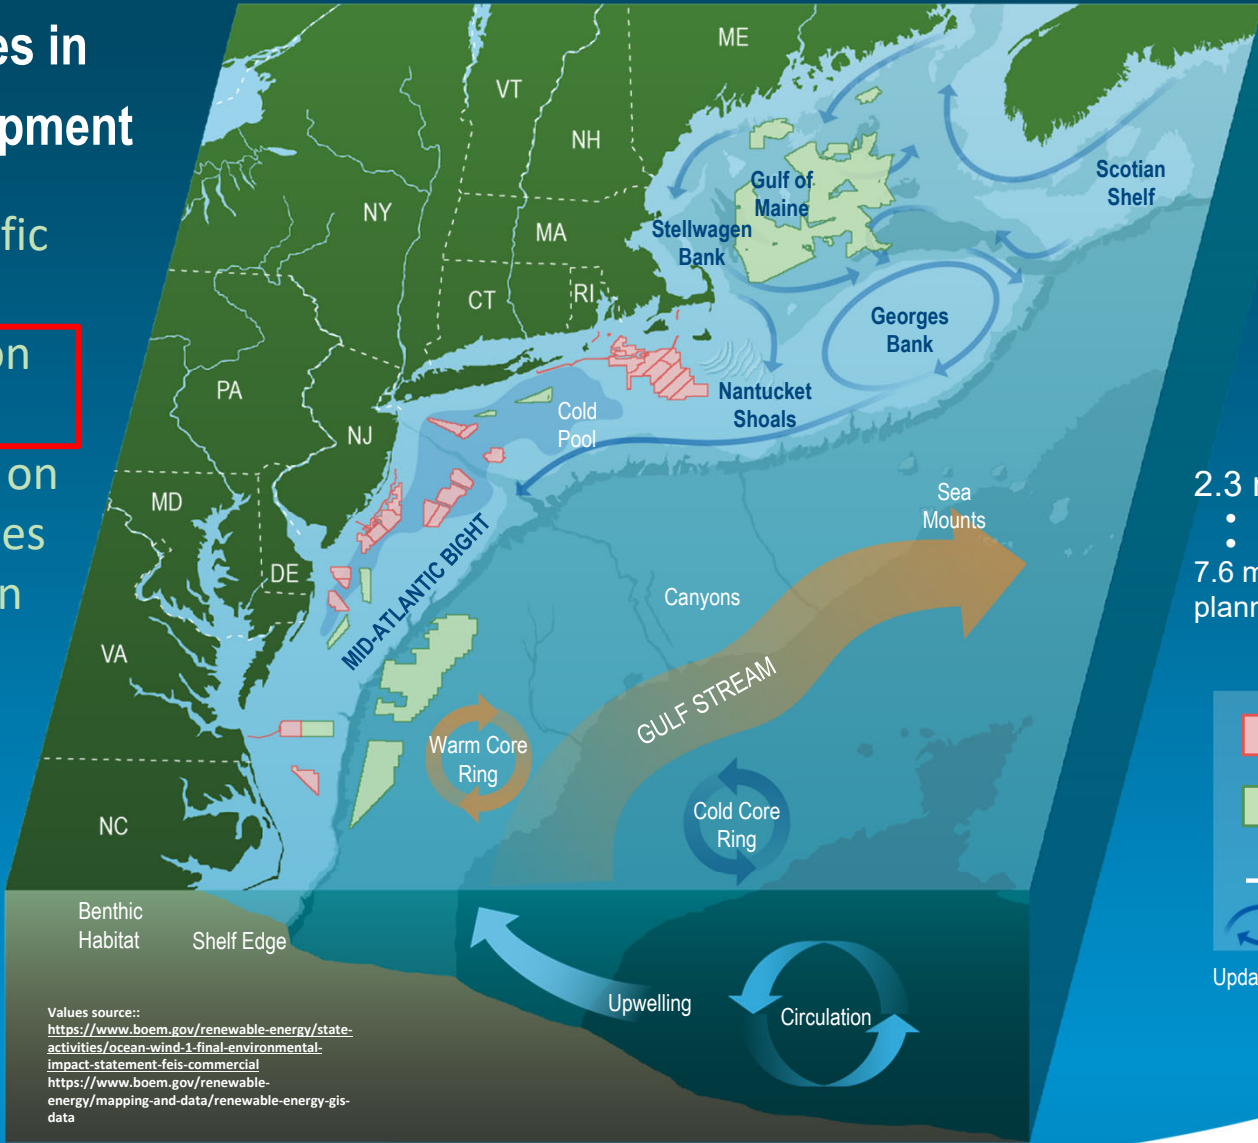 es in
pment
fic
on
on
es
n
ME
VT
NH
NY
MA
CT
RI
PA
NJ
MD
DE
VA
NC
Gulf of
Maine
Stellwagen
Bank
Scotian
Shelf
Georges
Bank
Nantucket
Shoals
Cold
Pool
MID-ATLANTIC BIGHT
Sea
Mounts
Canyons
GULF STREAM
Warm Core
Ring
Cold Core
Ring
Benthic
Habitat
Shelf Edge
Upwelling
Circulation
Values source::
https://www.boem.gov/renewable-energy/state-
activities/ocean-wind-1-final-environmental-
impact-statement-feis-commercial
https://www.boem.gov/renewable-
energy/mapping-and-data/renewable-energy-gis-
data
2.3 m
•
•
7.6 m
plann
Upda